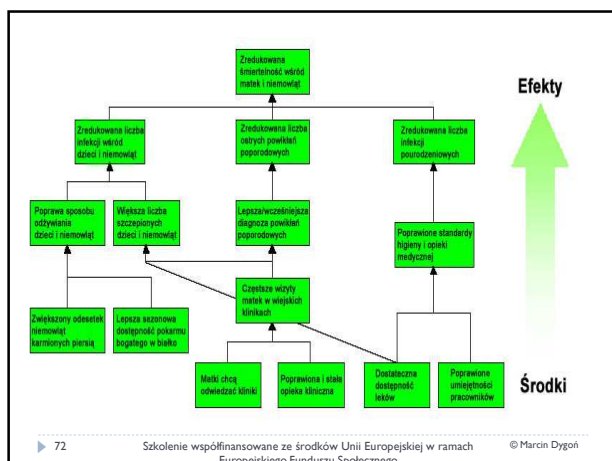 Zredukowana
śmiertelność wśród
matek i niemowląt
Efekty
Zredukowana liczba
infekcji wśród
dzieci i niemowląt
Zredukowana liczba
ostrych powikłań
poporodowych
Zredukowana liczba
infekcji
pourodzeniowych
Poprawa sposobu
odżywiania
dzieci i niemowląt
Większa liczba
szczepionych
dzieci i niemowląt
Lepsza/wcześniejsza
diagnoza powikłań
poporodowych
Poprawione standardy
higieny i opieki
medycznej
Częstsze wizyty
matek w wiejskich
klinikach
Zwiększony odesetek
niemowląt
karmionych piersią
Lepsza sezonowa
dostępność pokarmu
bogatego w białko
Matki chcą
odwiedzać kliniki
Poprawiona i stała
opieka kliniczna
Dostateczna
dostępność
leków
Poprawione
umiejętności
pracowników
Środki
72
Szkolenie współfinansowane ze środków Unii Europejskiej w ramach
Europejskiego Funduszu Społecznego
© Marcin Dygoń